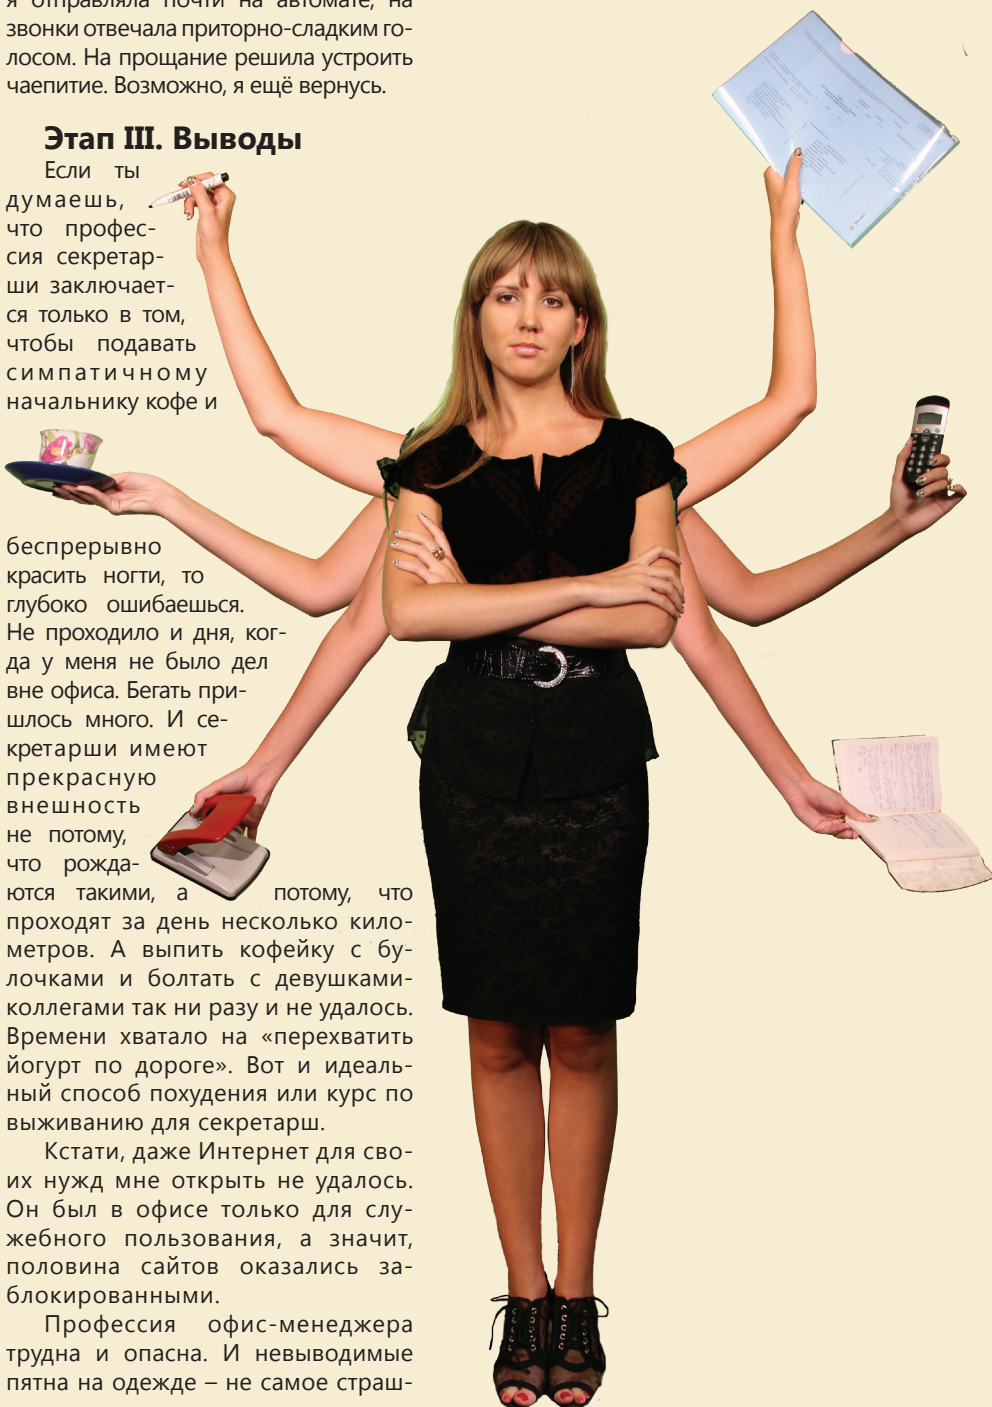 я отправляла почти на автомате, на
звонки отвечала приторно-сладким го-
лосом. На прощание решила устроить
чаепитие. Возможно, я ещё вернусь.
Этап III. Выводы
Если ты
думаешь,
что профес-
сия секретар-
ши заключает-
ся только в том,
чтобы подавать
симпатичному
начальнику кофе и
беспрерывно
красить ногти, то
глубоко ошибаешься.
Не проходило и дня, ког-
да у меня не было дел
вне офиса. Бегать при-
шлось много. И се-
кретарши имеют
прекрасную
внешность
не потому,
что рожда-
ются такими, а потому, что
проходят за день несколько кило-
метров. А выпить кофейку с бу-
лочками и болтать с девушками-
коллегами так ни разу и не удалось.
Времени хватало на «перехватить
йогурт по дороге». Вот и идеаль-
ный способ похудения или курс по
выживанию для секретарш.
Кстати, даже Интернет для сво-
их нужд мне открыть не удалось.
Он был в офисе только для слу-
жебного пользования, а значит,
половина сайтов оказались за-
блокированными.
Профессия офис-менеджера
трудна и опасна. И невыводимые
пятна на одежде – не самое страш-